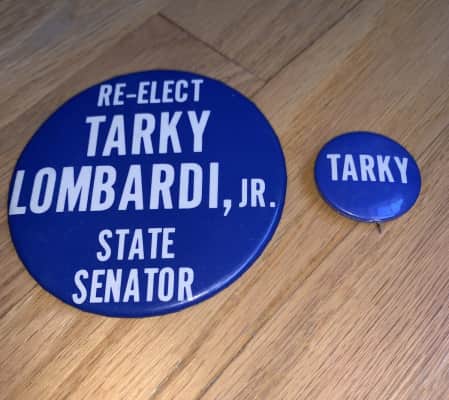 RE-ELECT
TARKY
LOMBARDI, JR.
STATE
SENATOR
TARKY